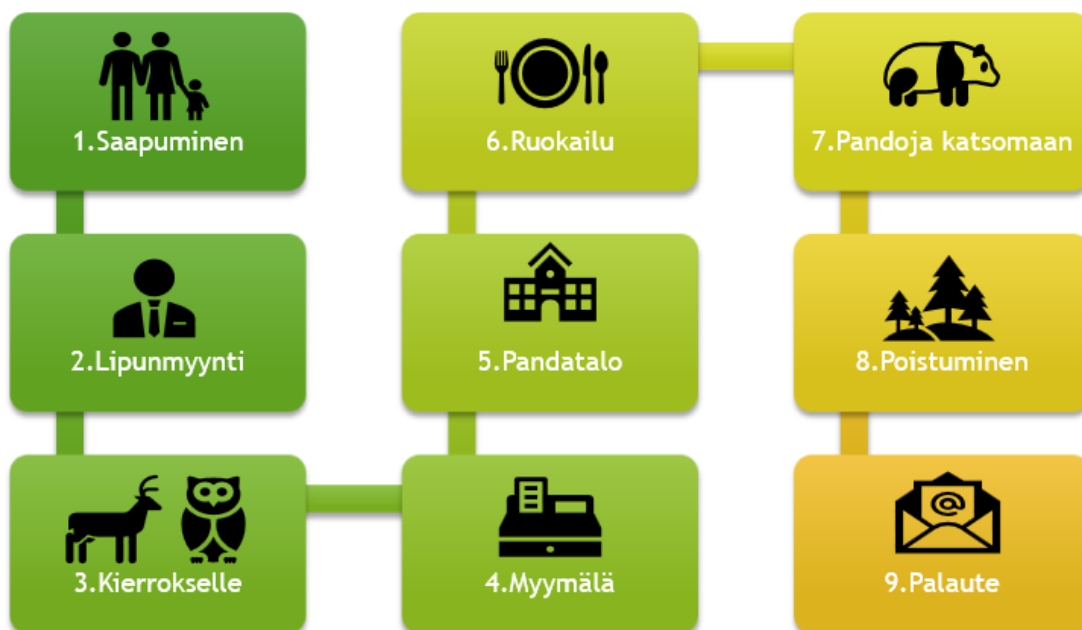 1.Saapuminen
2.Lipunmyynti
3.Kierrokselle
4.Myymälä
5.Pandatalo
6.Ruokailu
7.Pandoja katsomaan
8.Poistuminen
@
9.Palaute